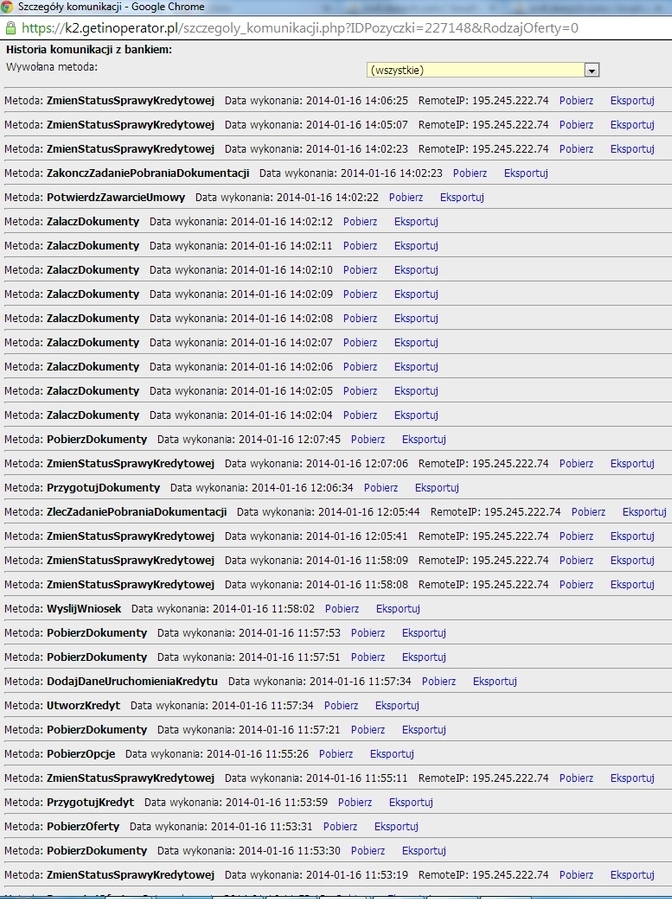 Szczegóły komunikacji - Google Chrome
https://k2.getinoperator.pl/szczegoly_komunikacji.php?IDPozyczki=227148&RodzajOferty=0
Historia komunikacji z bankiem:
Wywołana metoda: (wszystkie)
Metoda: ZmienStatusSprawyKredytowej Data wykonania: 2014-01-16 14:06:25 RemoteIP: 195.245.222.74 Pobierz Eksportuj
Metoda: ZmienStatusSprawyKredytowej Data wykonania: 2014-01-16 14:05:07 RemoteIP: 195.245.222.74 Pobierz Eksportuj
Metoda: ZmienStatusSprawyKredytowej Data wykonania: 2014-01-16 14:02:23 RemoteIP: 195.245.222.74 Pobierz Eksportuj
Metoda: ZakonczZadaniePobraniaDokumentacji Data wykonania: 2014-01-16 14:02:23 Pobierz Eksportuj
Metoda: PotwierdzZawarcieUmowy Data wykonania: 2014-01-16 14:02:22 Pobierz Eksportuj
Metoda: ZalaczDokumenty Data wykonania: 2014-01-16 14:02:12 Pobierz Eksportuj
Metoda: ZalaczDokumenty Data wykonania: 2014-01-16 14:02:11 Pobierz Eksportuj
Metoda: ZalaczDokumenty Data wykonania: 2014-01-16 14:02:10 Pobierz Eksportuj
Metoda: ZalaczDokumenty Data wykonania: 2014-01-16 14:02:09 Pobierz Eksportuj
Metoda: ZalaczDokumenty Data wykonania: 2014-01-16 14:02:08 Pobierz Eksportuj
Metoda: ZalaczDokumenty Data wykonania: 2014-01-16 14:02:07 Pobierz Eksportuj
Metoda: ZalaczDokumenty Data wykonania: 2014-01-16 14:02:06 Pobierz Eksportuj
Metoda: ZalaczDokumenty Data wykonania: 2014-01-16 14:02:05 Pobierz Eksportuj
Metoda: ZalaczDokumenty Data wykonania: 2014-01-16 14:02:04 Pobierz Eksportuj
Metoda: PobierzDokumenty Data wykonania: 2014-01-16 12:07:45 Pobierz Eksportuj
Metoda: ZmienStatusSprawyKredytowej Data wykonania: 2014-01-16 12:07:06 RemoteIP: 195.245.222.74 Pobierz Eksportuj
Metoda: PrzygotujDokumenty Data wykonania: 2014-01-16 12:06:34 Pobierz Eksportuj
Metoda: ZlecZadaniePobraniaDokumentacji Data wykonania: 2014-01-16 12:05:44 RemoteIP: 195.245.222.74 Pobierz Eksportuj
Metoda: ZmienStatusSprawyKredytowej Data wykonania: 2014-01-16 12:05:41 RemoteIP: 195.245.222.74 Pobierz Eksportuj
Metoda: ZmienStatusSprawyKredytowej Data wykonania: 2014-01-16 11:58:09 RemoteIP: 195.245.222.74 Pobierz Eksportuj
Metoda: ZmienStatusSprawyKredytowej Data wykonania: 2014-01-16 11:58:08 RemoteIP: 195.245.222.74 Pobierz Eksportuj
Metoda: WyslijWniosek Data wykonania: 2014-01-16 11:58:02 Pobierz Eksportuj
Metoda: PobierzDokumenty Data wykonania: 2014-01-16 11:57:53 Pobierz Eksportuj
Metoda: PobierzDokumenty Data wykonania: 2014-01-16 11:57:51 Pobierz Eksportuj
Metoda: DodajDaneUruchomieniaKredytu Data wykonania: 2014-01-16 11:57:34 Pobierz Eksportuj
Metoda: UtworzKredyt Data wykonania: 2014-01-16 11:57:34 Pobierz Eksportuj
Metoda: PobierzDokumenty Data wykonania: 2014-01-16 11:57:21 Pobierz Eksportuj
Metoda: PobierzOpcje Data wykonania: 2014-01-16 11:55:26 Pobierz Eksportuj
Metoda: ZmienStatusSprawyKredytowej Data wykonania: 2014-01-16 11:55:11 RemoteIP: 195.245.222.74 Pobierz Eksportuj
Metoda: PrzygotujKredyt Data wykonania: 2014-01-16 11:53:59 Pobierz Eksportuj
Metoda: PobierzOferty Data wykonania: 2014-01-16 11:53:31 Pobierz Eksportuj
Metoda: PobierzDokumenty Data wykonania: 2014-01-16 11:53:30 Pobierz Eksportuj
Metoda: ZmienStatusSprawyKredytowej Data wykonania: 2014-01-16 11:53:19 RemoteIP: 195.245.222.74 Pobierz Eksportuj